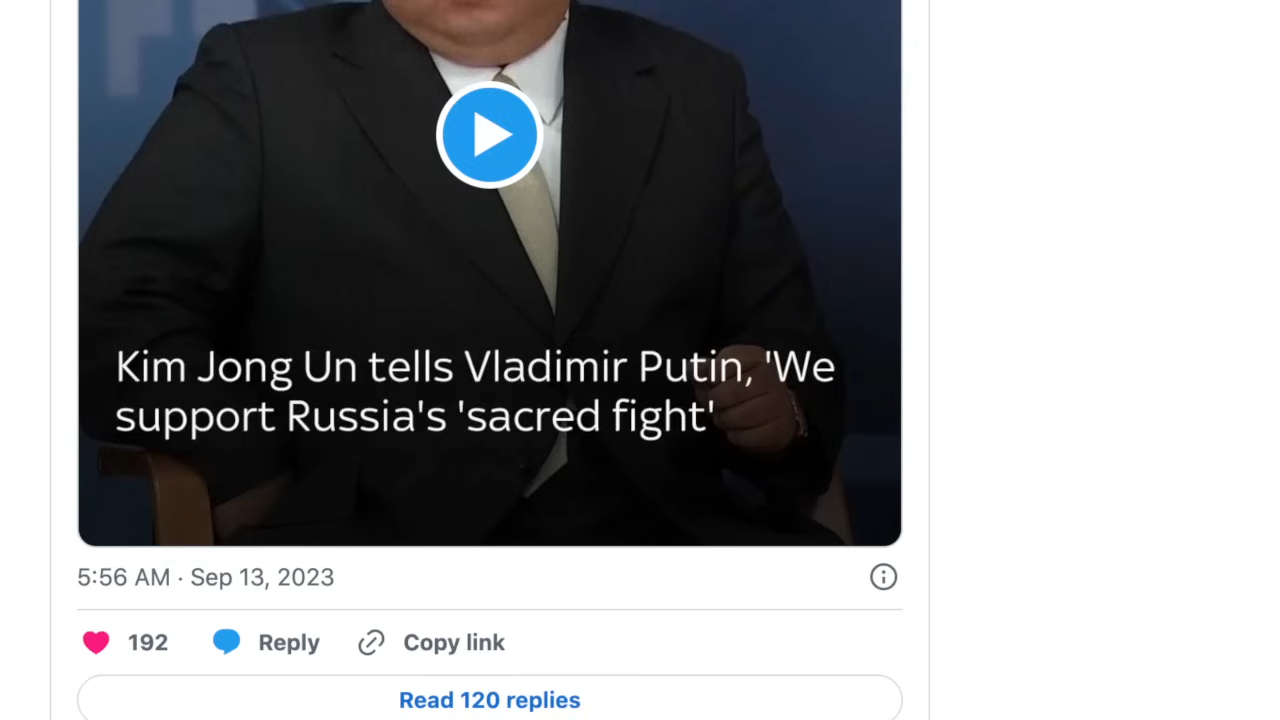 Kim Jong Un tells Vladimir Putin, 'We
support Russia's 'sacred fight'
5:56 AM · Sep 13, 2023
192 Reply Copy link
Read 120 replies